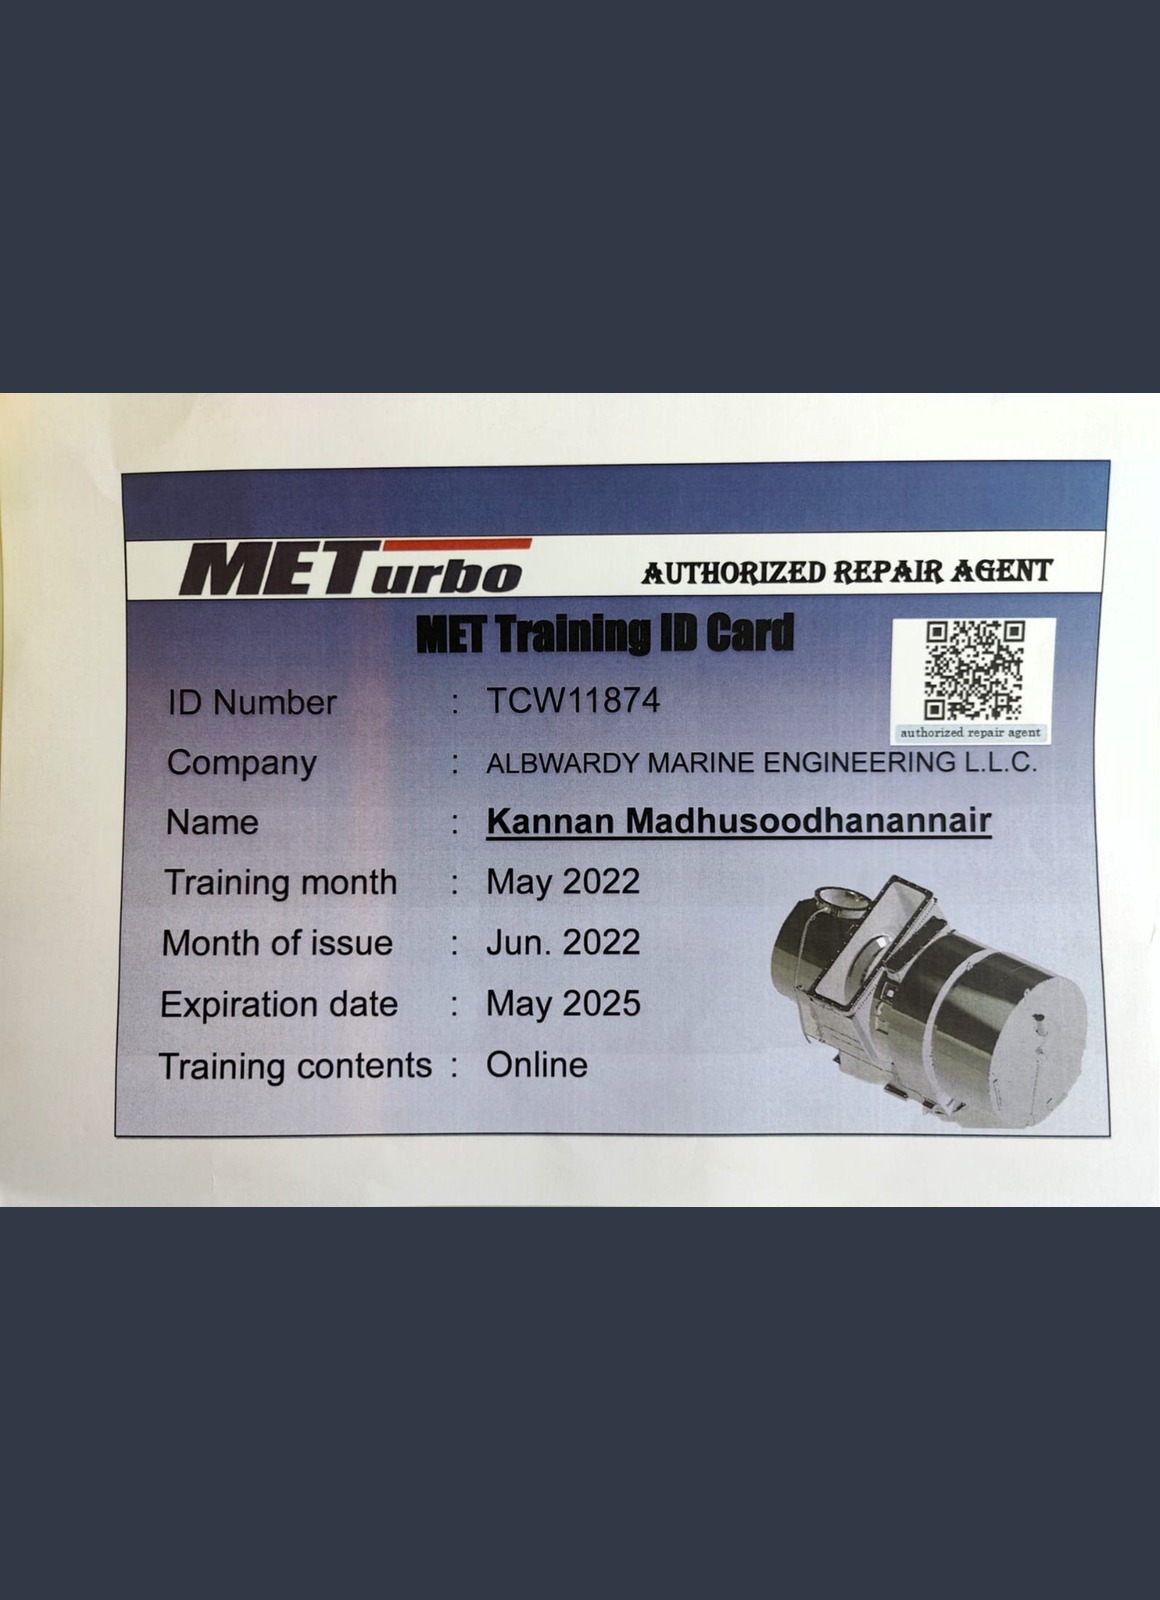 METurbo
AUTHORIZED REPAIR AGENT
MET Training ID Card
authorized repair agent
ID Number : TCW11874
Company : ALBWARDY MARINE ENGINEERING L.L.C.
Name : Kannan Madhusoodhanannair
Training month : May 2022
Month of issue : Jun. 2022
Expiration date : May 2025
Training contents : Online